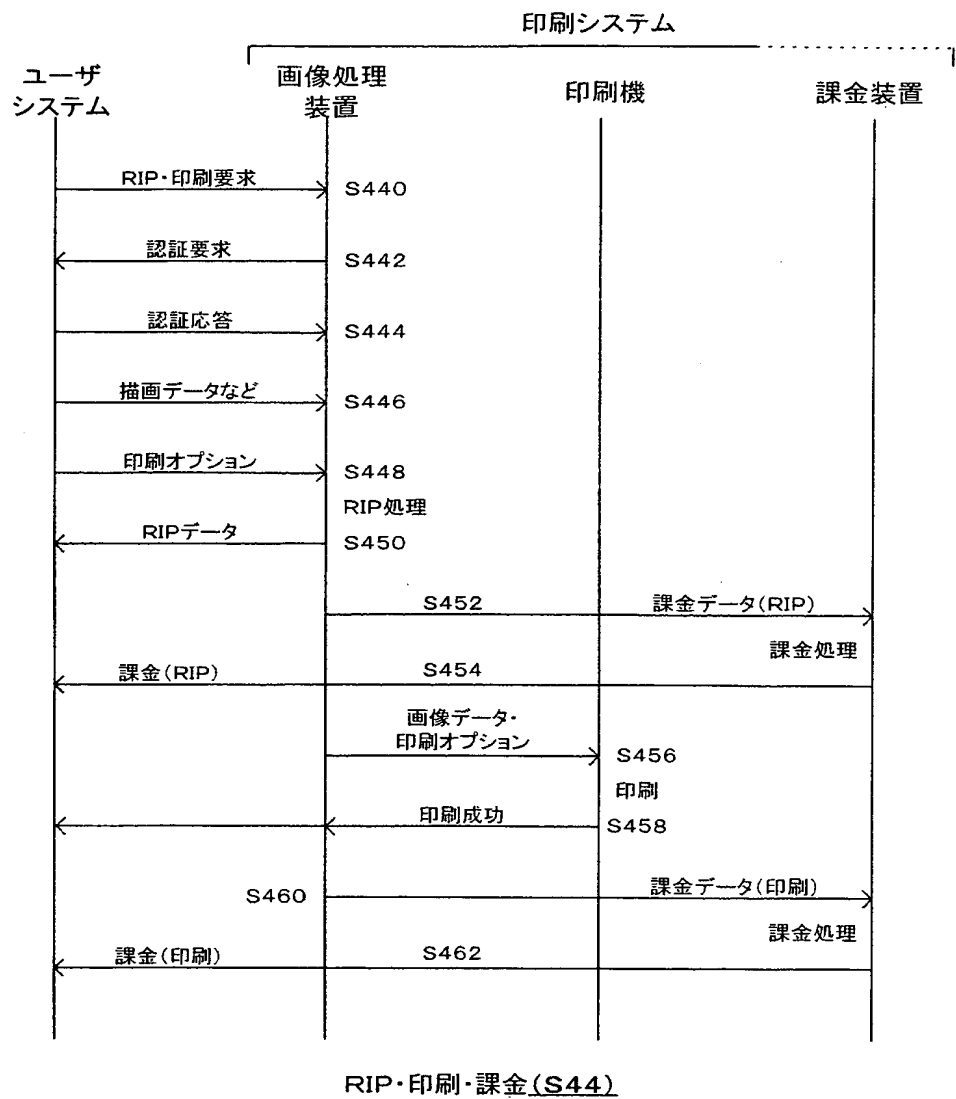 印刷システム
ユーザ
システム
画像処理
装置
印刷機
課金装置
RIP・印刷要求
S440
認証要求
S442
認証応答
S444
描画データなど
S446
印刷オプション
S448
RIP処理
RIPデータ
S450
S452
課金データ(RIP)
課金処理
課金(RIP)
S454
画像データ・
印刷オプション
S456
印刷
印刷成功
S458
S460
課金データ(印刷)
課金処理
課金(印刷)
S462
RIP・印刷・課金(S44)